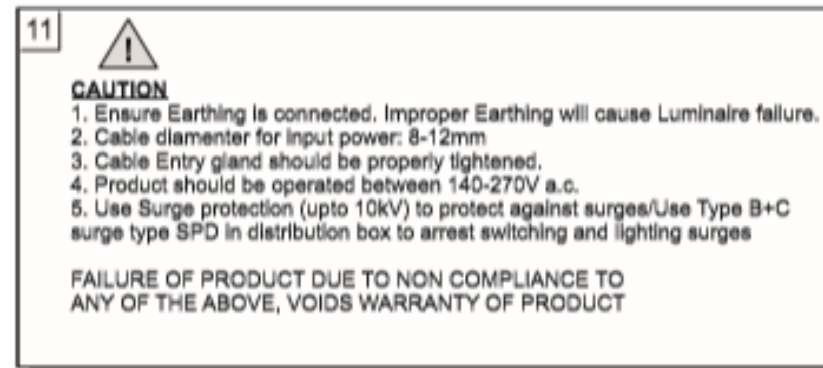 11
!
CAUTION
1. Ensure Earthing is connected. Improper Earthing will cause Luminaire failure.
2. Cable diamenter for input power: 8-12mm
3. Cable Entry gland should be properly tightened.
4. Product should be operated between 140-270V a.c.
5. Use Surge protection (upto 10kV) to protect against surges/Use Type B+C
surge type SPD in distribution box to arrest switching and lighting surges
FAILURE OF PRODUCT DUE TO NON COMPLIANCE TO
ANY OF THE ABOVE, VOIDS WARRANTY OF PRODUCT